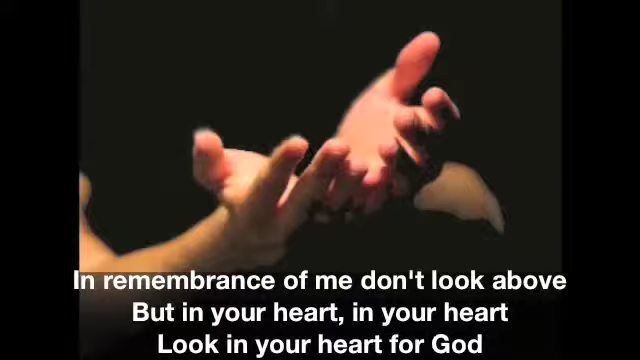 In remembrance of me don't look above
But in your heart, in your heart
Look in your heart for God